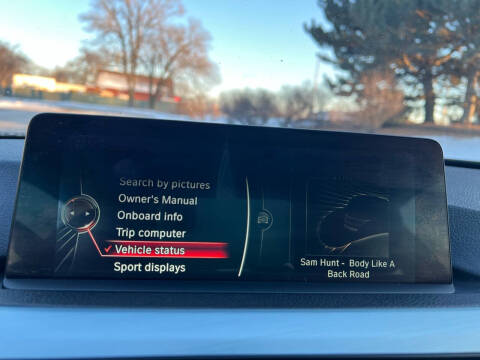 Search by pictures
Owner's Manual
Onboard info
Trip computer
Vehicle status
Sport displays
Sam Hunt - Body Like A
Back Road